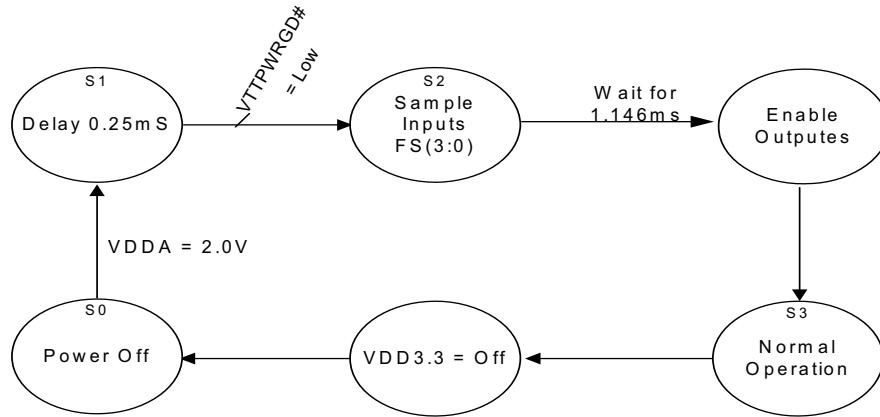 S1
Delay 0.25mS
VTTPWRGD#
= Low
S2
Sample
Inputs
FS(3:0)
Wait for
1.146ms
Enable
Outputes
VDDA = 2.0V
S0
Power Off
VDD3.3 = Off
S3
Normal
Operation